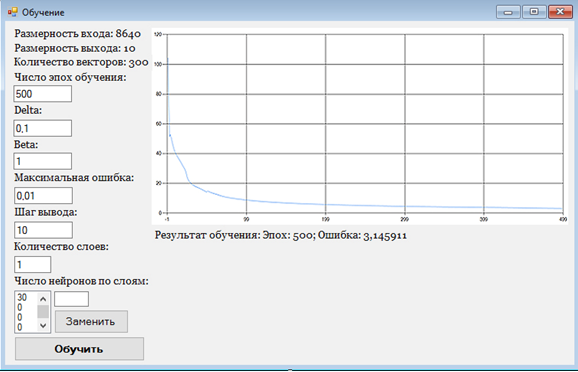 Обучение
Размерность входа: 8640
Размерность выхода: 10
Количество векторов: 300
Число эпох обучения:
500
Delta:
0,1
Beta:
1
Максимальная ошибка:
0,01
Шаг вывода:
10
Количество слоев:
1
Число нейронов по слоям:
30
0
0
0
Заменить
Обучить
120
100
80
60
40
20
0
-1 99 199 299 399 499
Результат обучения: Эпох: 500; Ошибка: 3,145911